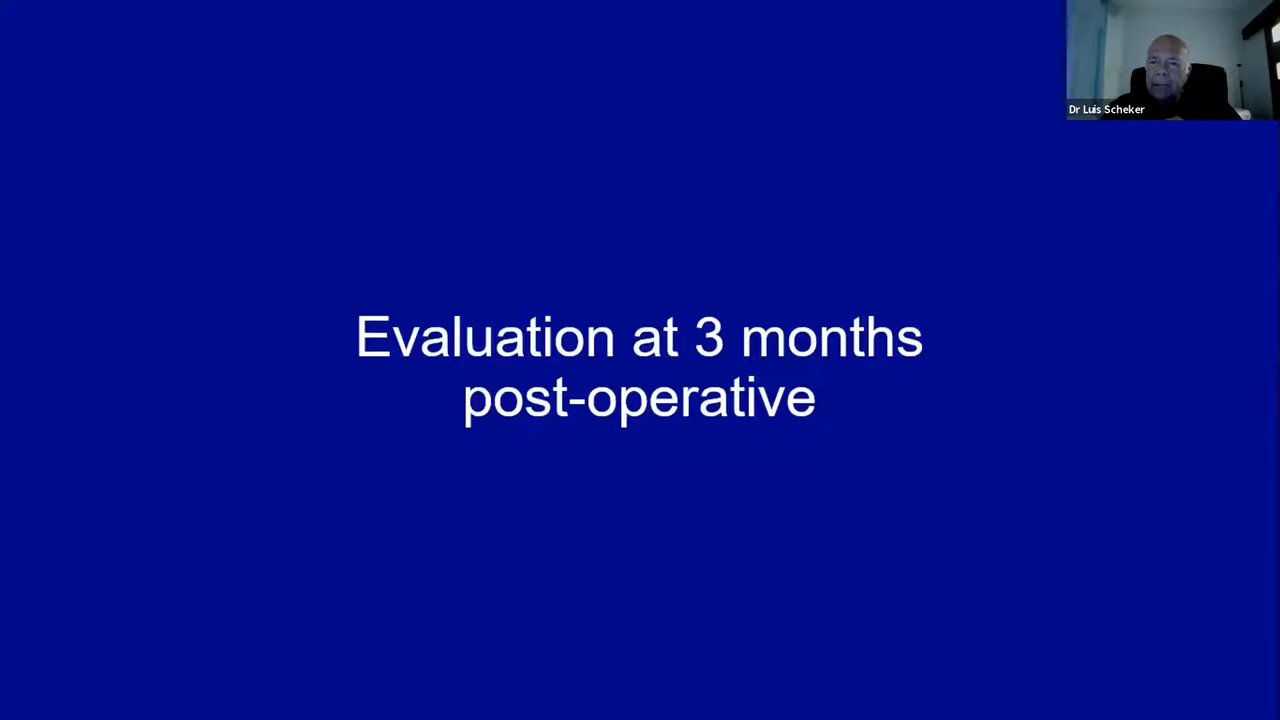 Dr Luis Scheker
Evaluation at 3 months
post-operative